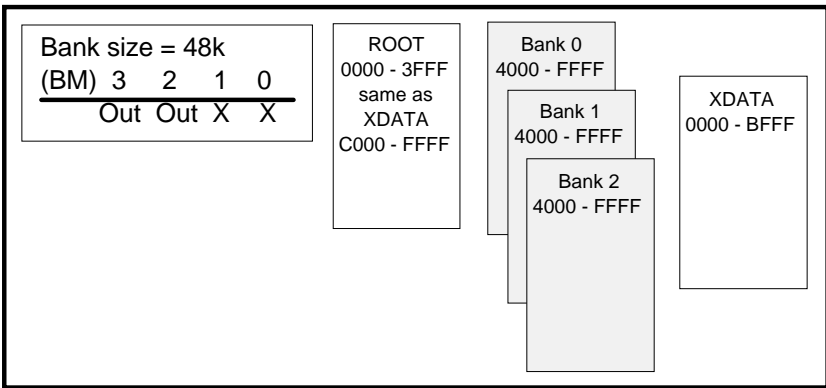 Bank size = 48k
(BM) 3 2 1 0
Out Out X X
ROOT
0000 - 3FFF
same as
XDATA
C000 - FFFF
Bank 0
4000 - FFFF
Bank 1
4000 - FFFF
Bank 2
4000 - FFFF
XDATA
0000 - BFFF